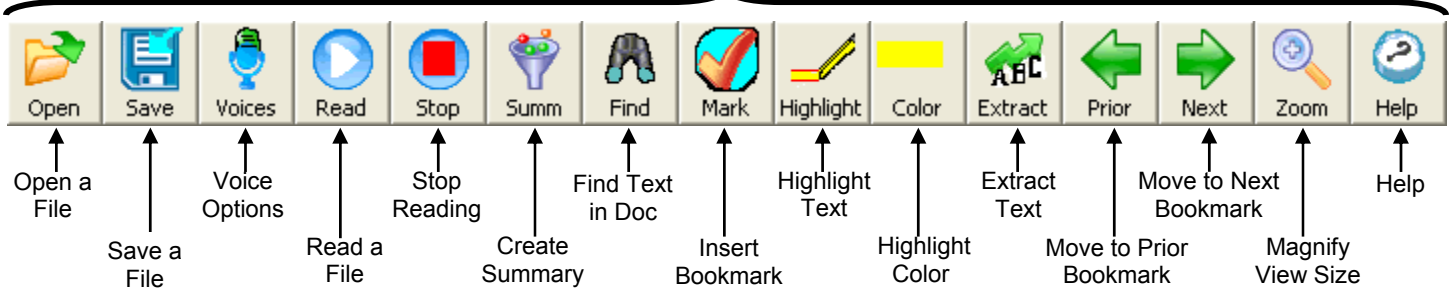 Open Save Voices Read Stop Summ Find Mark Highlight Color ABC Extract Prior Next Zoom Help
Open a
File
Save a
File
Voice
Options
Read a
File
Stop
Reading
Create
Summary
Find Text
in Doc
Insert
Bookmark
Highlight
Text
Highlight
Color
Extract
Text
Move to Prior
Bookmark
Move to Next
Bookmark
Magnify
View Size
Help